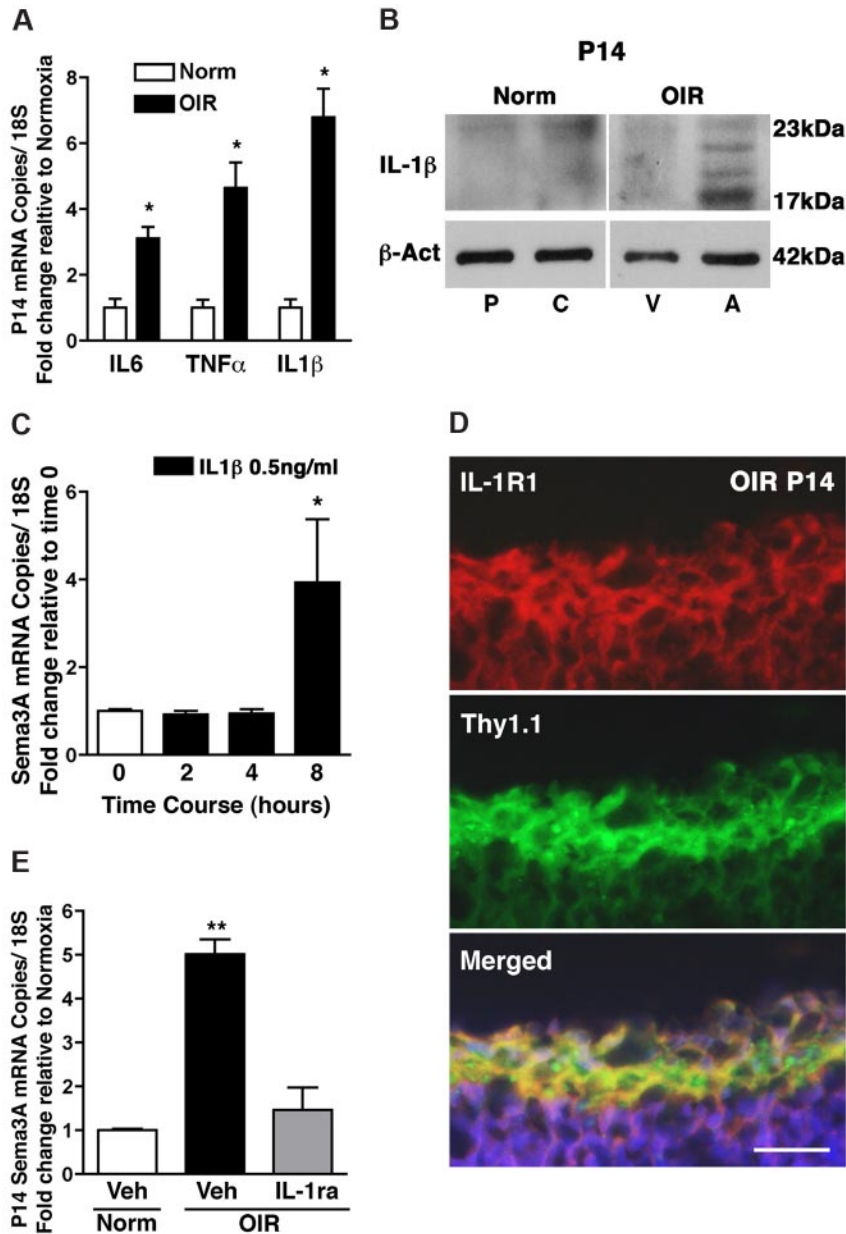 A
P14 mRNA Copies/ 18S
Fold change realtive to Normoxia
Norm
OIR
8
6
4
2
0
*
*
*
IL6 TNFα IL1β
B
P14
Norm OIR
IL-1β
23kDa
17kDa
β-Act
42kDa
P C V A
C
Sema3A mRNA Copies/ 18S
Fold change relative to time 0
IL1β 0.5ng/ml
6
4
2
0
*
0 2 4 8
Time Course (hours)
D
IL-1R1 OIR P14
Thy1.1
Merged
E
P14 Sema3A mRNA Copies/ 18S
Fold change relative to Normoxia
6
5
4
3
2
1
0
**
Veh Veh IL-1ra
Norm OIR